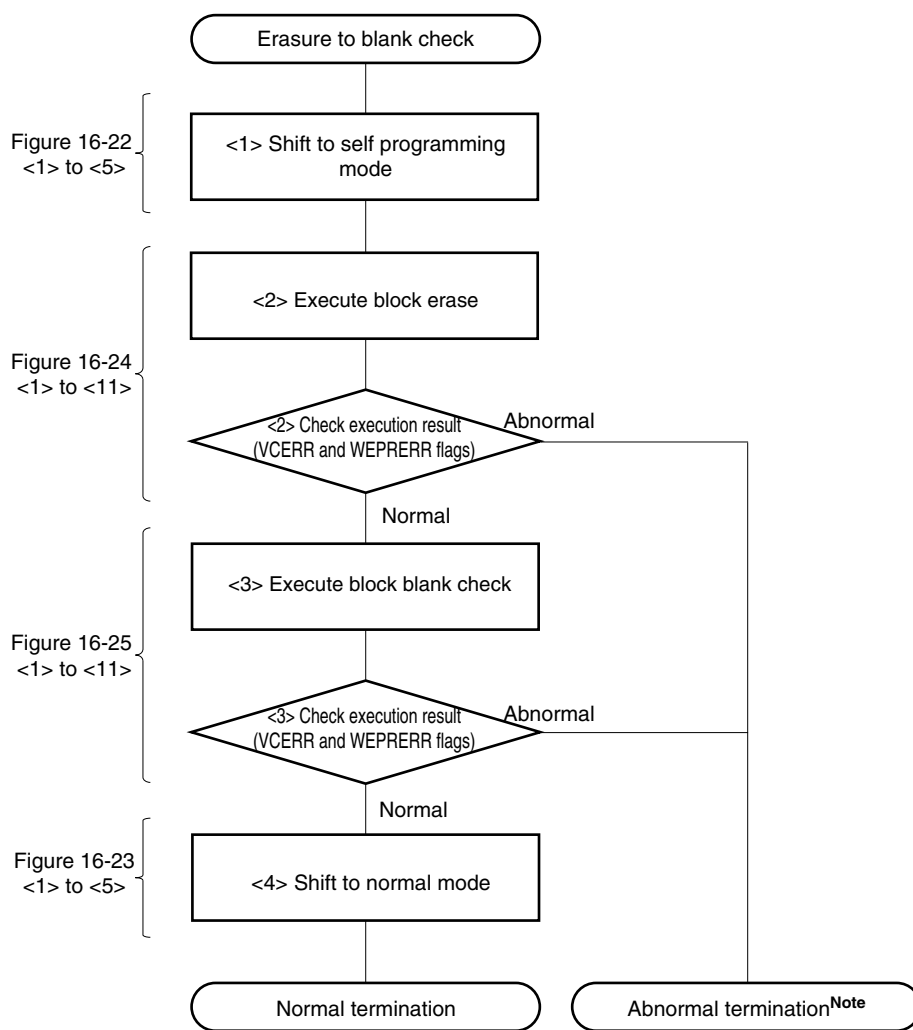 Erasure to blank check
Figure 16-22
<1> to <5>
<1> Shift to self programming
mode
<2> Execute block erase
Figure 16-24
<1> to <11>
<2> Check execution result
(VCERR and WEPRERR flags)
Abnormal
Normal
<3> Execute block blank check
Figure 16-25
<1> to <11>
<3> Check execution result
(VCERR and WEPRERR flags)
Abnormal
Normal
Figure 16-23
<1> to <5>
<4> Shift to normal mode
Normal termination
Abnormal terminationNote